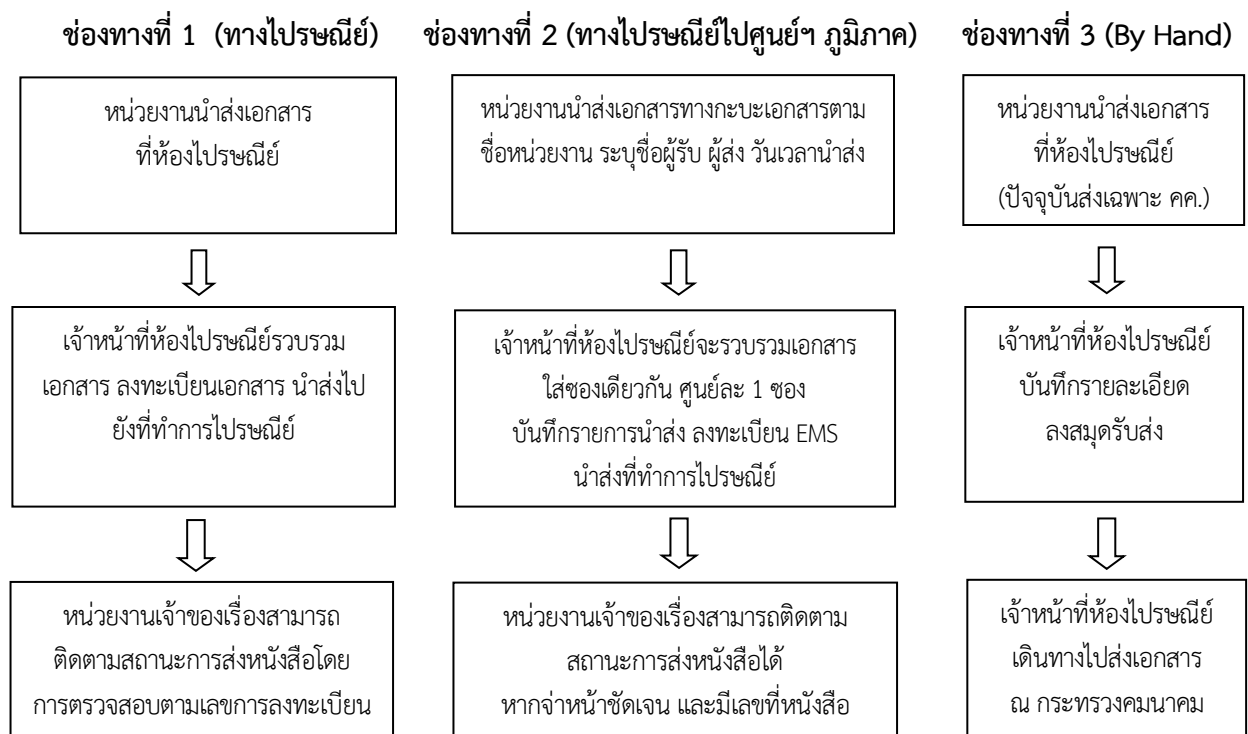 ช่องทางที่ 1 (ทางไปรษณีย์)
หน่วยงานนำส่งเอกสาร
ที่ห้องไปรษณีย์
เจ้าหน้าที่ห้องไปรษณีย์รวบรวม
เอกสาร ลงทะเบียนเอกสาร นำส่งไป
ยังที่ทำการไปรษณีย์
หน่วยงานเจ้าของเรื่องสามารถ
ติดตามสถานะการส่งหนังสือโดย
การตรวจสอบตามเลขการลงทะเบียน
ช่องทางที่ 2 (ทางไปรษณีย์ไปศูนย์ฯ ภูมิภาค)
หน่วยงานนำส่งเอกสารทางกะบะเอกสารตาม
ชื่อหน่วยงาน ระบุชื่อผู้รับ ผู้ส่ง วันเวลานำส่ง
เจ้าหน้าที่ห้องไปรษณีย์จะรวบรวมเอกสาร
ใส่ซองเดียวกัน ศูนย์ละ 1 ซอง
บันทึกรายการนำส่ง ลงทะเบียน EMS
นำส่งที่ทำการไปรษณีย์
หน่วยงานเจ้าของเรื่องสามารถติดตาม
สถานะการส่งหนังสือได้
หากจ่าหน้าชัดเจน และมีเลขที่หนังสือ
ช่องทางที่ 3 (By Hand)
หน่วยงานนำส่งเอกสาร
ที่ห้องไปรษณีย์
(ปัจจุบันส่งเฉพาะ คค.)
เจ้าหน้าที่ห้องไปรษณีย์
บันทึกรายละเอียด
ลงสมุดรับส่ง
เจ้าหน้าที่ห้องไปรษณีย์
เดินทางไปส่งเอกสาร
ณ กระทรวงคมนาคม